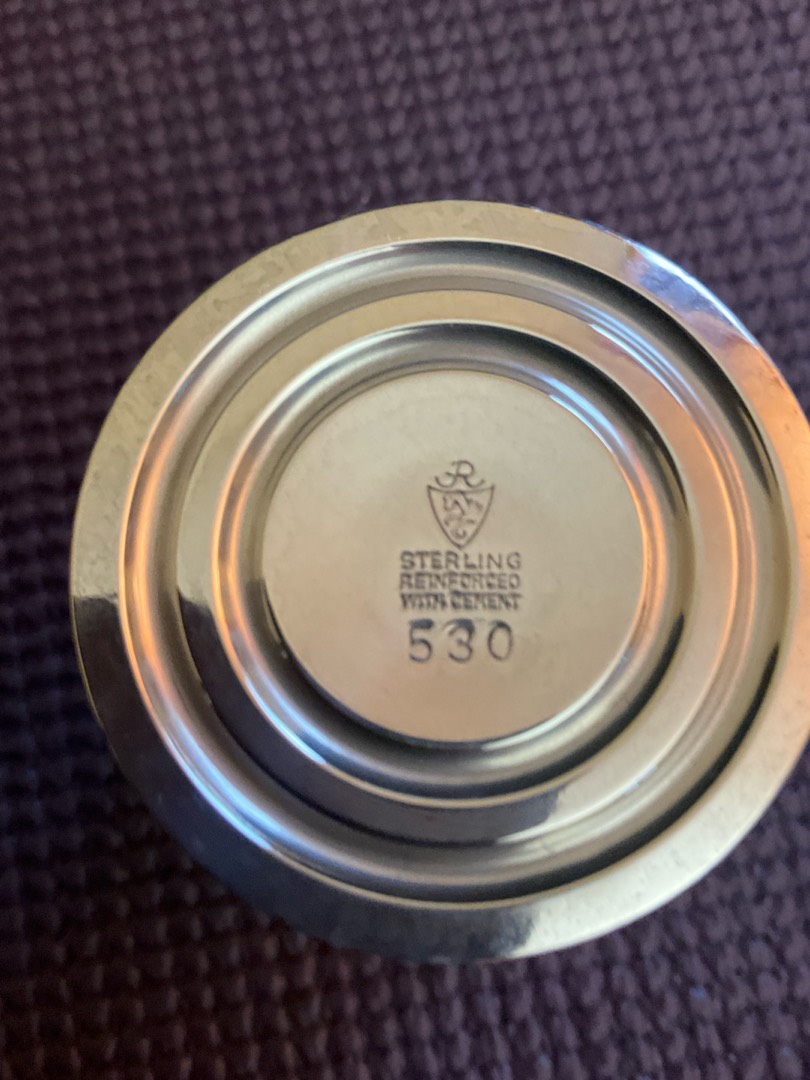 R
STERLING
REINFORCED
WITH CEMENT
530